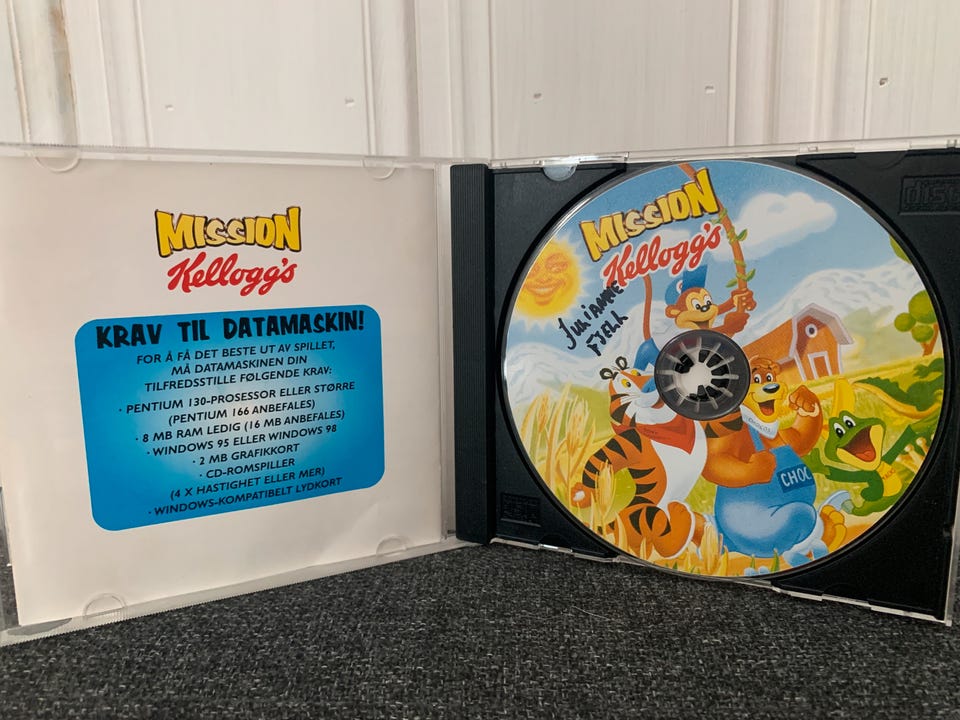 MISSION
Kellogg's
KRAV TIL DATAMASKIN!
FOR Å FÅ DET BESTE UT AV SPILLET,
MÅ DATAMASKINEN DIN
TILFREDSSTILLE FØLGENDE KRAV:
· PENTIUM 130-PROSESSOR ELLER STØRRE
(PENTIUM 166 ANBEFALES)
· 8 MB RAM LEDIG (16 MB ANBEFALES)
· WINDOWS 95 ELLER WINDOWS 98
· 2 MB GRAFIKKORT
· CD-ROMSPILLER
(4 X HASTIGHET ELLER MER)
· WINDOWS-KOMPATIBELT LYDKORT
MISSION
Kellogg's
JuLiANNE
FJELL
CHOC
disc